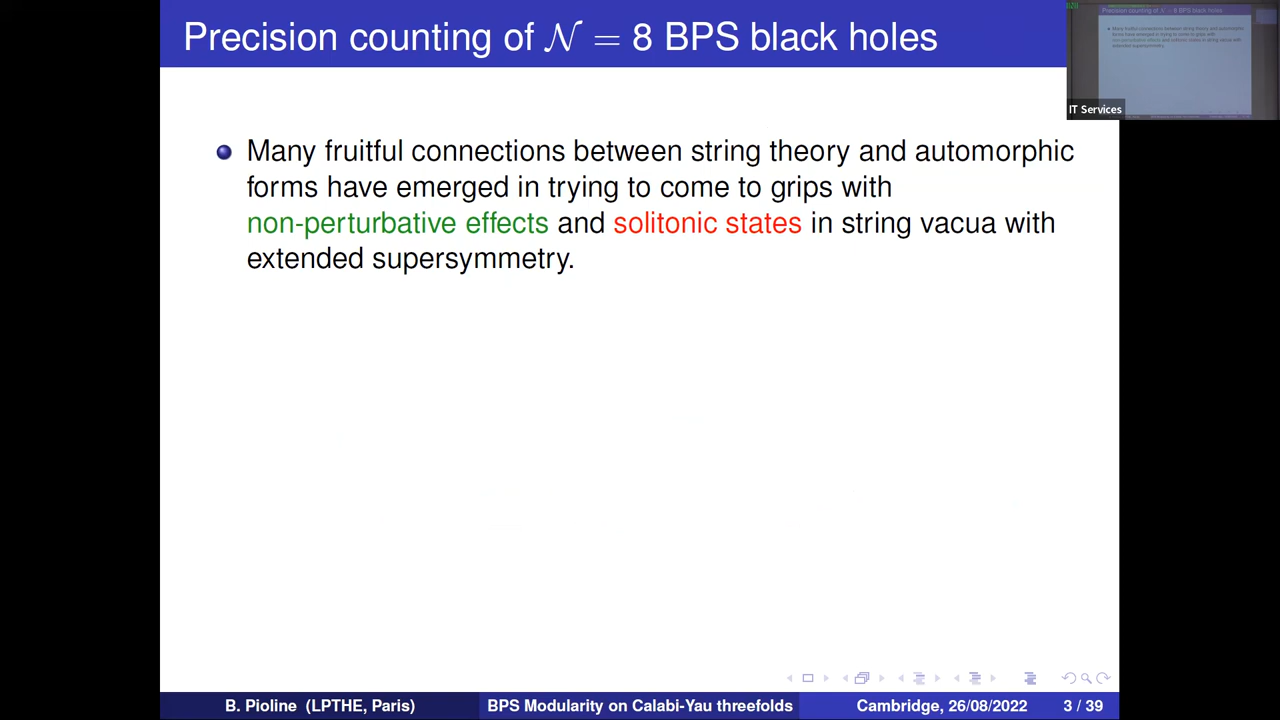 Precision counting of 𝒩 = 8 BPS black holes
IT Services
Many fruitful connections between string theory and automorphic
forms have emerged in trying to come to grips with
non-perturbative effects and solitonic states in string vacua with
extended supersymmetry.
B. Pioline (LPTHE, Paris)
BPS Modularity on Calabi-Yau threefolds
Cambridge, 26/08/2022
3 / 39